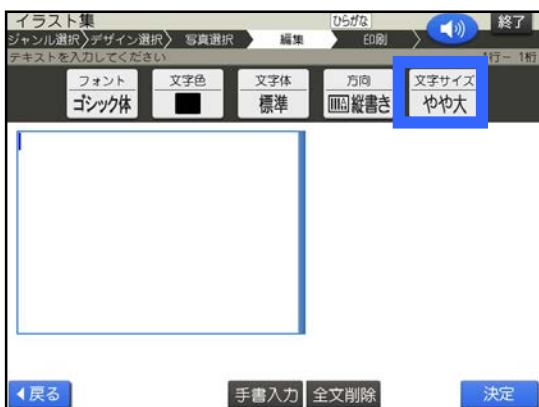 イラスト集 ひらがな 終了
ジャンル選択〉デザイン選択〉 写真選択 編集 印刷
テキストを入力してください 1行ー 1桁
フォント 文字色 文字体 方向 文字サイズ
ゴシック体 標準 縦書き やや大
戻る 手書入力 全文削除 決定